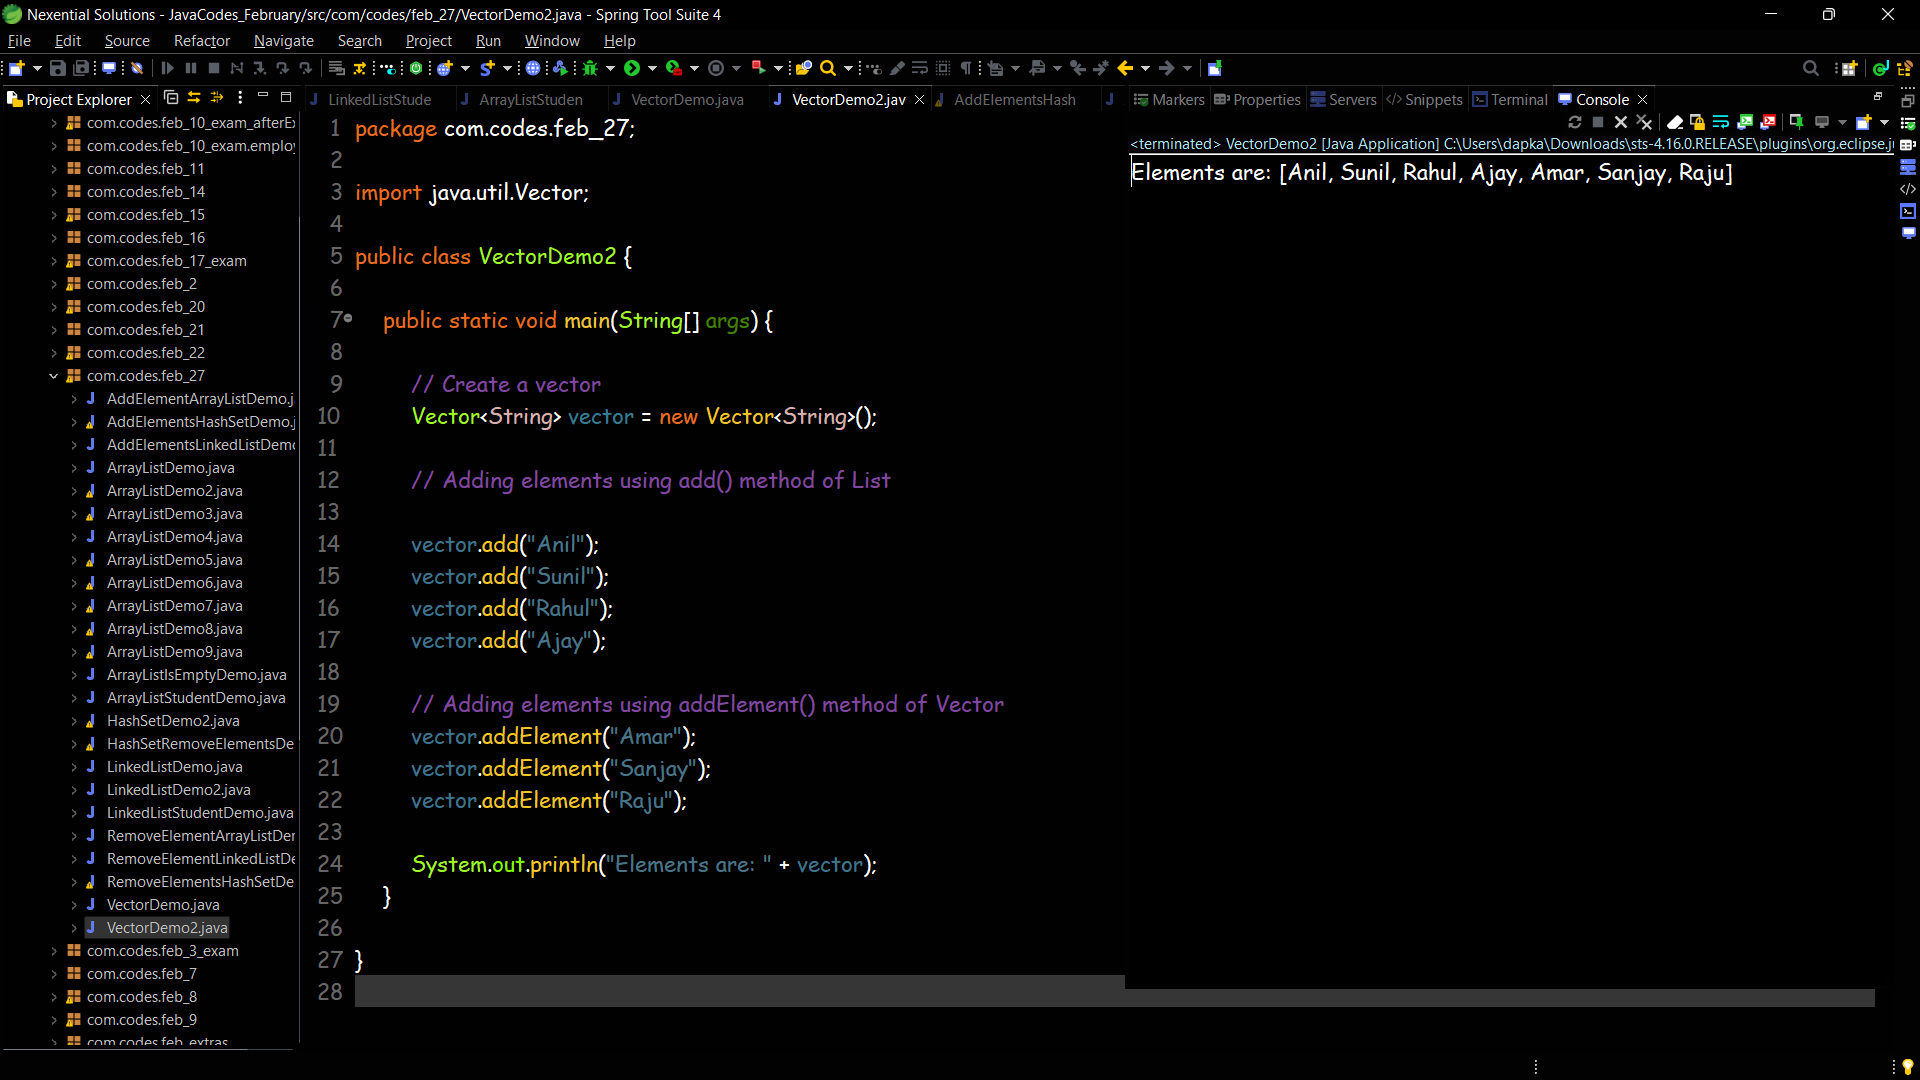 Nexential Solutions - JavaCodes_February/src/com/codes/feb_27/VectorDemo2.java - Spring Tool Suite 4
File Edit Source Refactor Navigate Search Project Run Window Help
Project Explorer
com.codes.feb_10_exam_afterEx
com.codes.feb_10_exam.employ
com.codes.feb_11
com.codes.feb_14
com.codes.feb_15
com.codes.feb_16
com.codes.feb_17_exam
com.codes.feb_2
com.codes.feb_20
com.codes.feb_21
com.codes.feb_22
com.codes.feb_27
AddElementArrayListDemo.j
AddElementsHashSetDemo.j
AddElementsLinkedListDemo
ArrayListDemo.java
ArrayListDemo2.java
ArrayListDemo3.java
ArrayListDemo4.java
ArrayListDemo5.java
ArrayListDemo6.java
ArrayListDemo7.java
ArrayListDemo8.java
ArrayListDemo9.java
ArrayListIsEmptyDemo.java
ArrayListStudentDemo.java
HashSetDemo2.java
HashSetRemoveElementsDe
LinkedListDemo.java
LinkedListDemo2.java
LinkedListStudentDemo.java
RemoveElementArrayListDer
RemoveElementLinkedListDe
RemoveElementsHashSetDe
VectorDemo.java
VectorDemo2.java
com.codes.feb_3_exam
com.codes.feb_7
com.codes.feb_8
com.codes.feb_9
com.codes.feb_extras
LinkedListStude ArrayListStuden VectorDemo.java VectorDemo2.jav AddElementsHash
1 package com.codes.feb_27;
2
3 import java.util.Vector;
4
5 public class VectorDemo2 {
6
7 public static void main(String[] args) {
8
9 // Create a vector
10 Vector<String> vector = new Vector<String>();
11
12 // Adding elements using add() method of List
13
14 vector.add("Anil");
15 vector.add("Sunil");
16 vector.add("Rahul");
17 vector.add("Ajay");
18
19 // Adding elements using addElement() method of Vector
20 vector.addElement("Amar");
21 vector.addElement("Sanjay");
22 vector.addElement("Raju");
23
24 System.out.println("Elements are: " + vector);
25 }
26
27 }
28
Markers Properties Servers Snippets Terminal Console
<terminated> VectorDemo2 [Java Application] C:\Users\dapka\Downloads\sts-4.16.0.RELEASE\plugins\org.eclipse.j
Elements are: [Anil, Sunil, Rahul, Ajay, Amar, Sanjay, Raju]